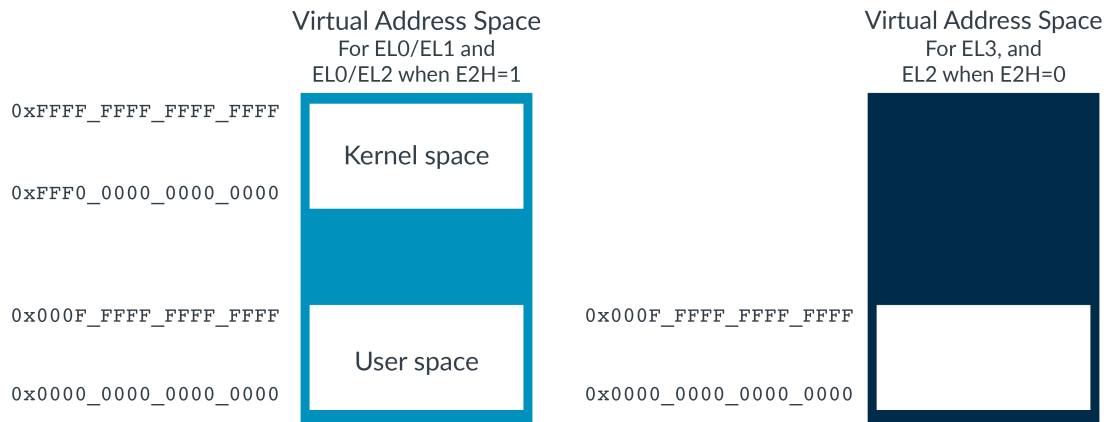 Virtual Address Space
For EL0/EL1 and
EL0/EL2 when E2H=1
0xFFFF_FFFF_FFFF_FFFF
Kernel space
0xFFF0_0000_0000_0000
0x000F_FFFF_FFFF_FFFF
User space
0x0000_0000_0000_0000
Virtual Address Space
For EL3, and
EL2 when E2H=0
0x000F_FFFF_FFFF_FFFF
0x0000_0000_0000_0000